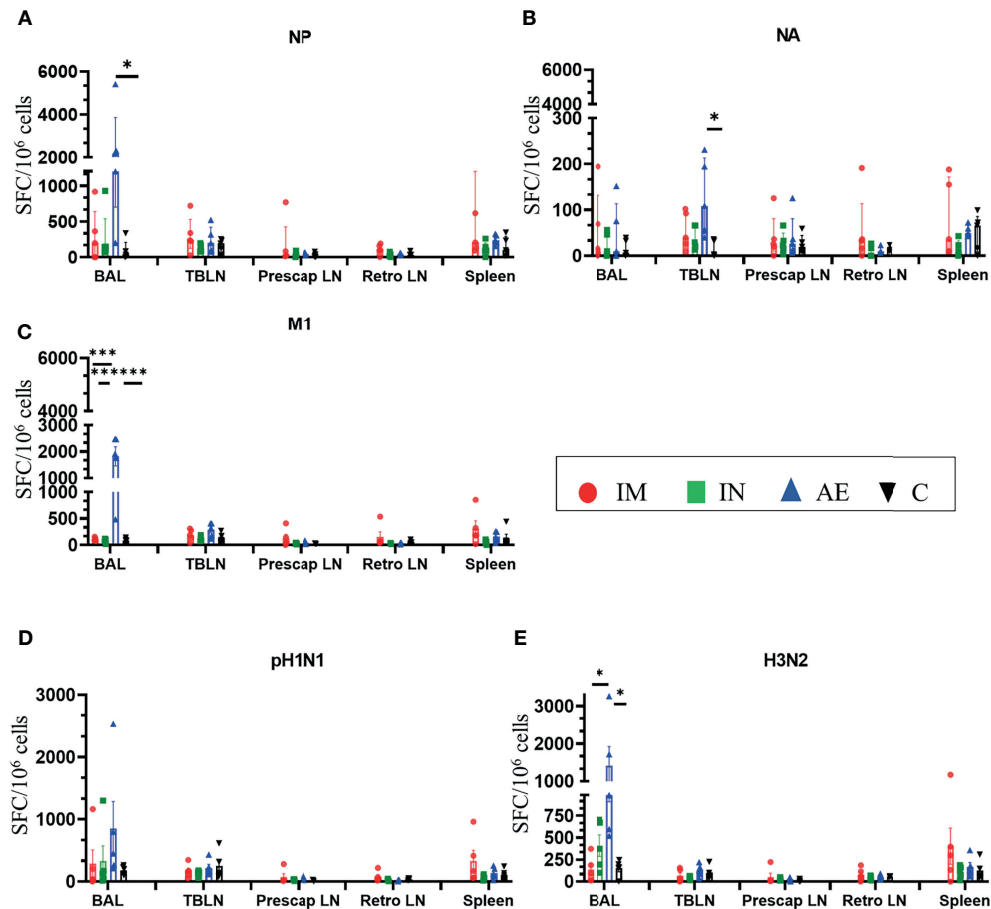 A
NP
*
SFC/10⁶ cells
6000
4000
2000
1000
500
0
BAL TBLN Prescap LN Retro LN Spleen
B
NA
*
SFC/10⁶ cells
6000
4000
300
200
100
0
BAL TBLN Prescap LN Retro LN Spleen
C
M1
***
******
SFC/10⁶ cells
6000
4000
3000
2000
1000
1000
500
0
BAL TBLN Prescap LN Retro LN Spleen
IM IN AE C
D
pH1N1
SFC/10⁶ cells
3000
2000
1000
0
BAL TBLN Prescap LN Retro LN Spleen
E
H3N2
*
*
SFC/10⁶ cells
3000
2000
1000
750
500
250
0
BAL TBLN Prescap LN Retro LN Spleen